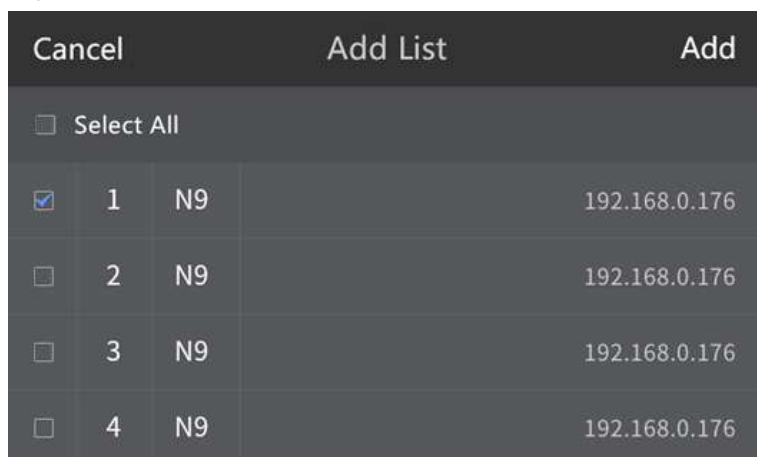 Cancel Add List Add
Select All
1 N9 192.168.0.176
2 N9 192.168.0.176
3 N9 192.168.0.176
4 N9 192.168.0.176